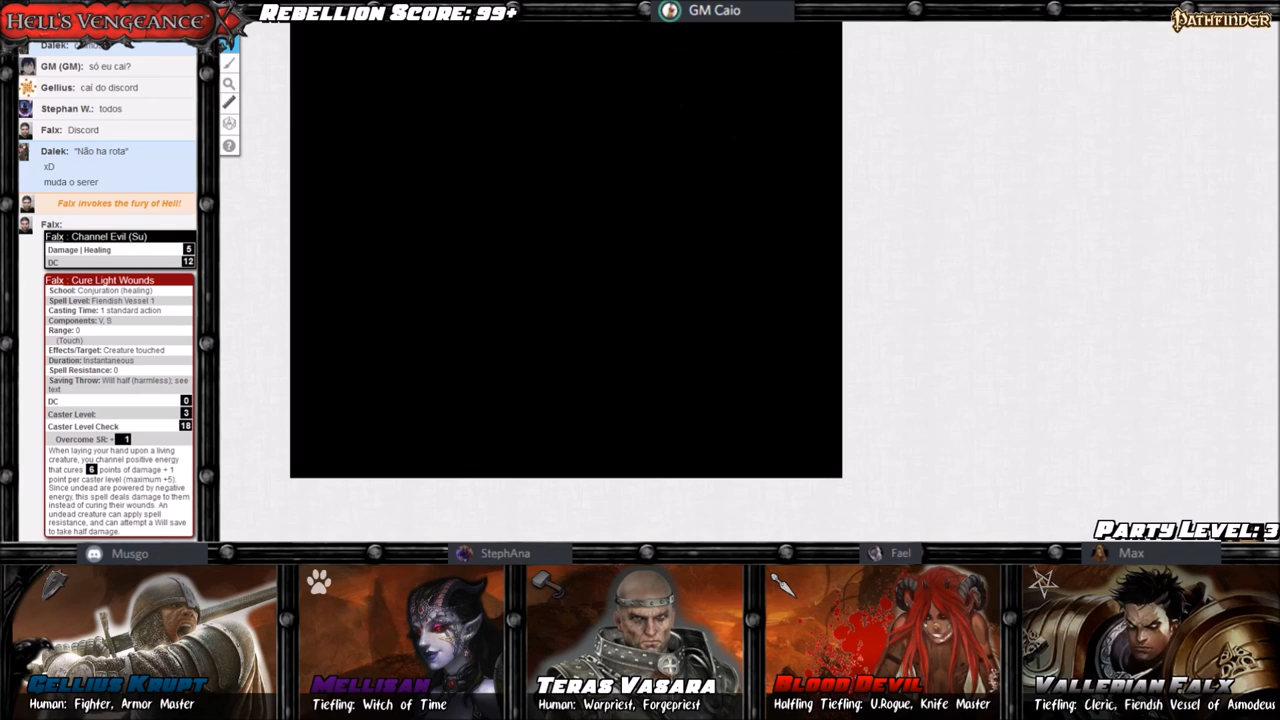 HELL'S VENGEANCE
REBELLION SCORE: 99+
GM Caio
PATHFINDER
GM (GM): só eu cai?
Gellius: caí do discord
Stephan W.: todos
Falx: Discord
Dalek: "Não ha rota"
xD
muda o serer
Falx invokes the fury of Hell!
Falx:
Falx : Channel Evil (Su)
Damage | Healing 5
DC 12
Falx : Cure Light Wounds
School: Conjuration (healing)
Spell Level: Fiendish Vessel 1
Casting Time: 1 standard action
Components: V, S
Range: 0
(Touch)
Effects/Target: Creature touched
Duration: Instantaneous
Spell Resistance: 0
Saving Throw: Will half (harmless); see
text
DC 0
Caster Level: 3
Caster Level Check 18
Overcome SR: + 1
When laying your hand upon a living
creature, you channel positive energy
that cures 6 points of damage + 1
point per caster level (maximum +5).
Since undead are powered by negative
energy, this spell deals damage to them
instead of curing their wounds. An
undead creature can apply spell
resistance, and can attempt a Will save
to take half damage.
PARTY LEVEL: 3
Musgo
StephAna
Fael
Max
GELLIUS KRUPT
Human: Fighter, Armor Master
MELLISAN
Tiefling: Witch of Time
TERAS VASARA
Human: Warpriest, Forgepriest
BLOOD DEVIL
Halfling Tiefling: U.Rogue, Knife Master
VALLERIAN FALX
Tiefling: Cleric, Fiendsh Vessel of Asmodeus